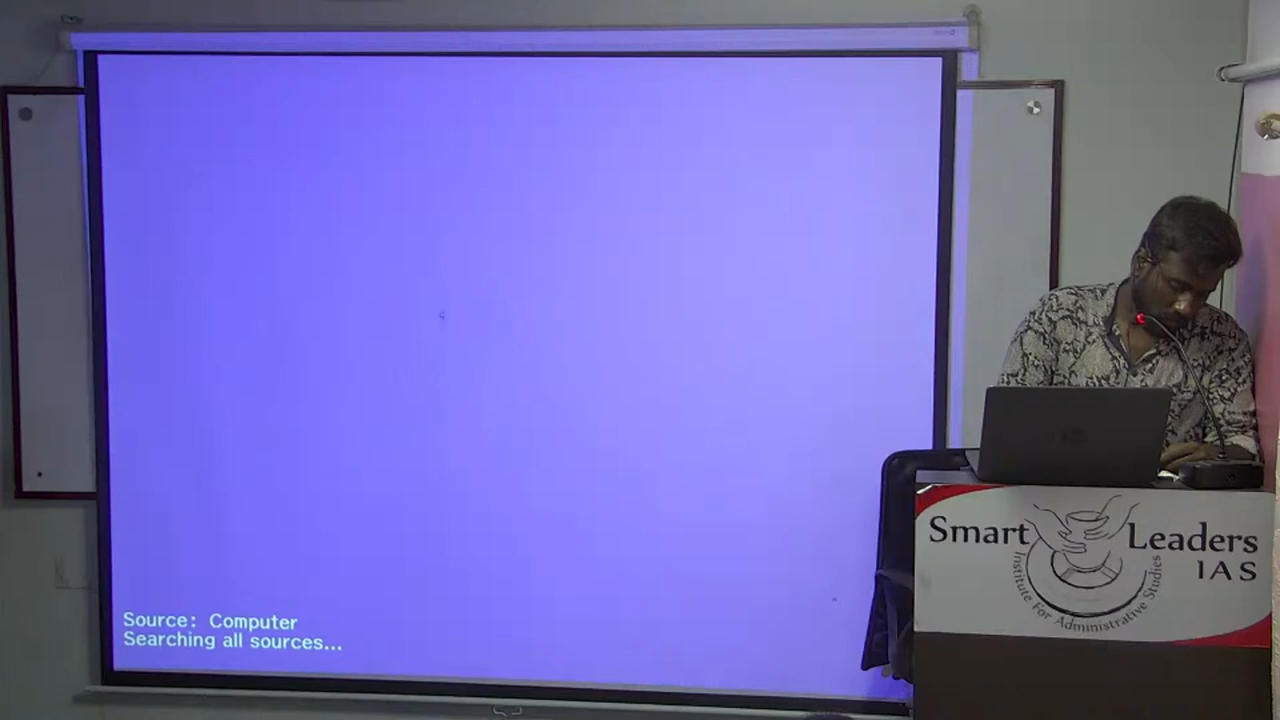 Source: Computer
Searching all sources...
Smart Leaders
IAS
Institute For Administrative Studies